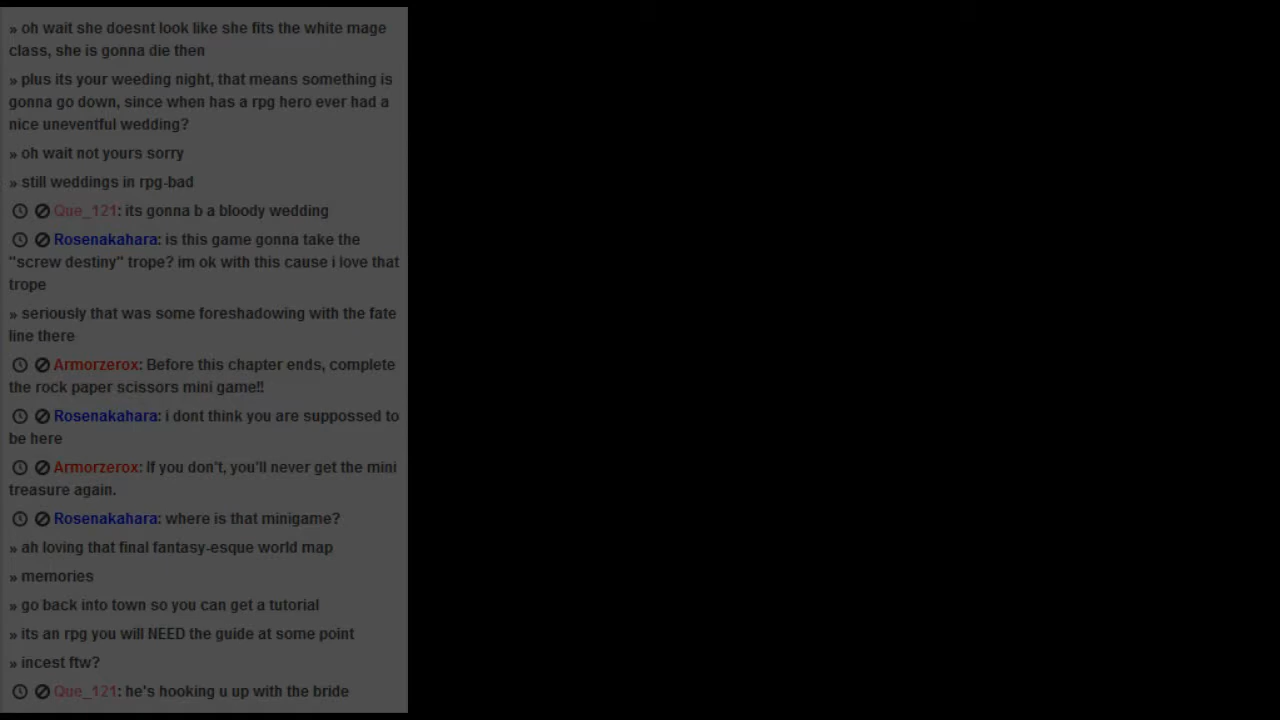 » oh wait she doesnt look like she fits the white mage
class, she is gonna die then
» plus its your weeding night, that means something is
gonna go down, since when has a rpg hero ever had a
nice uneventful wedding?
» oh wait not yours sorry
» still weddings in rpg-bad
Que_121: its gonna b a bloody wedding
Rosenakahara: is this game gonna take the
"screw destiny" trope? im ok with this cause i love that
trope
» seriously that was some foreshadowing with the fate
line there
Armorzerox: Before this chapter ends, complete
the rock paper scissors mini game!!
Rosenakahara: i dont think you are suppossed to
be here
Armorzerox: If you don't, you'll never get the mini
treasure again.
Rosenakahara: where is that minigame?
» ah loving that final fantasy-esque world map
» memories
» go back into town so you can get a tutorial
» its an rpg you will NEED the guide at some point
» incest ftw?
Que_121: he's hooking u up with the bride